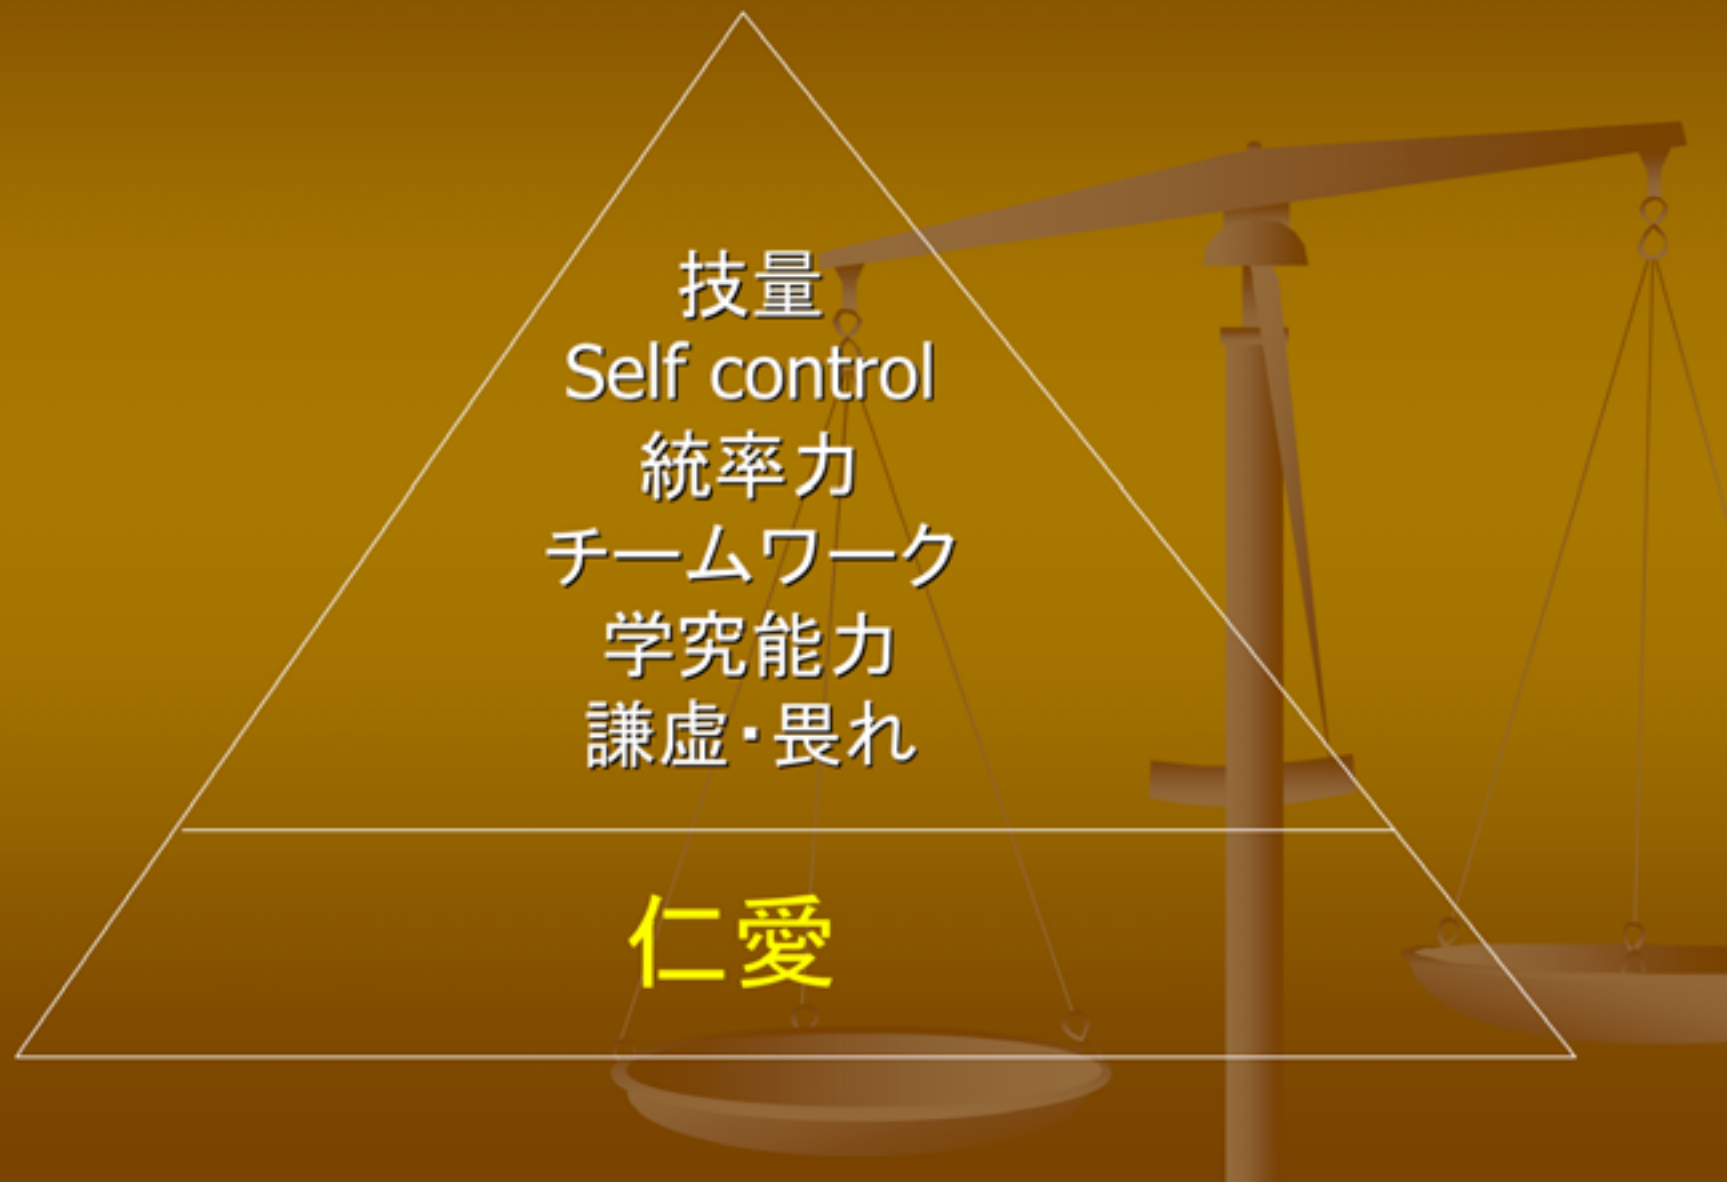 技量
Self control
統率力
チームワーク
学究能力
謙虚・畏れ
仁愛